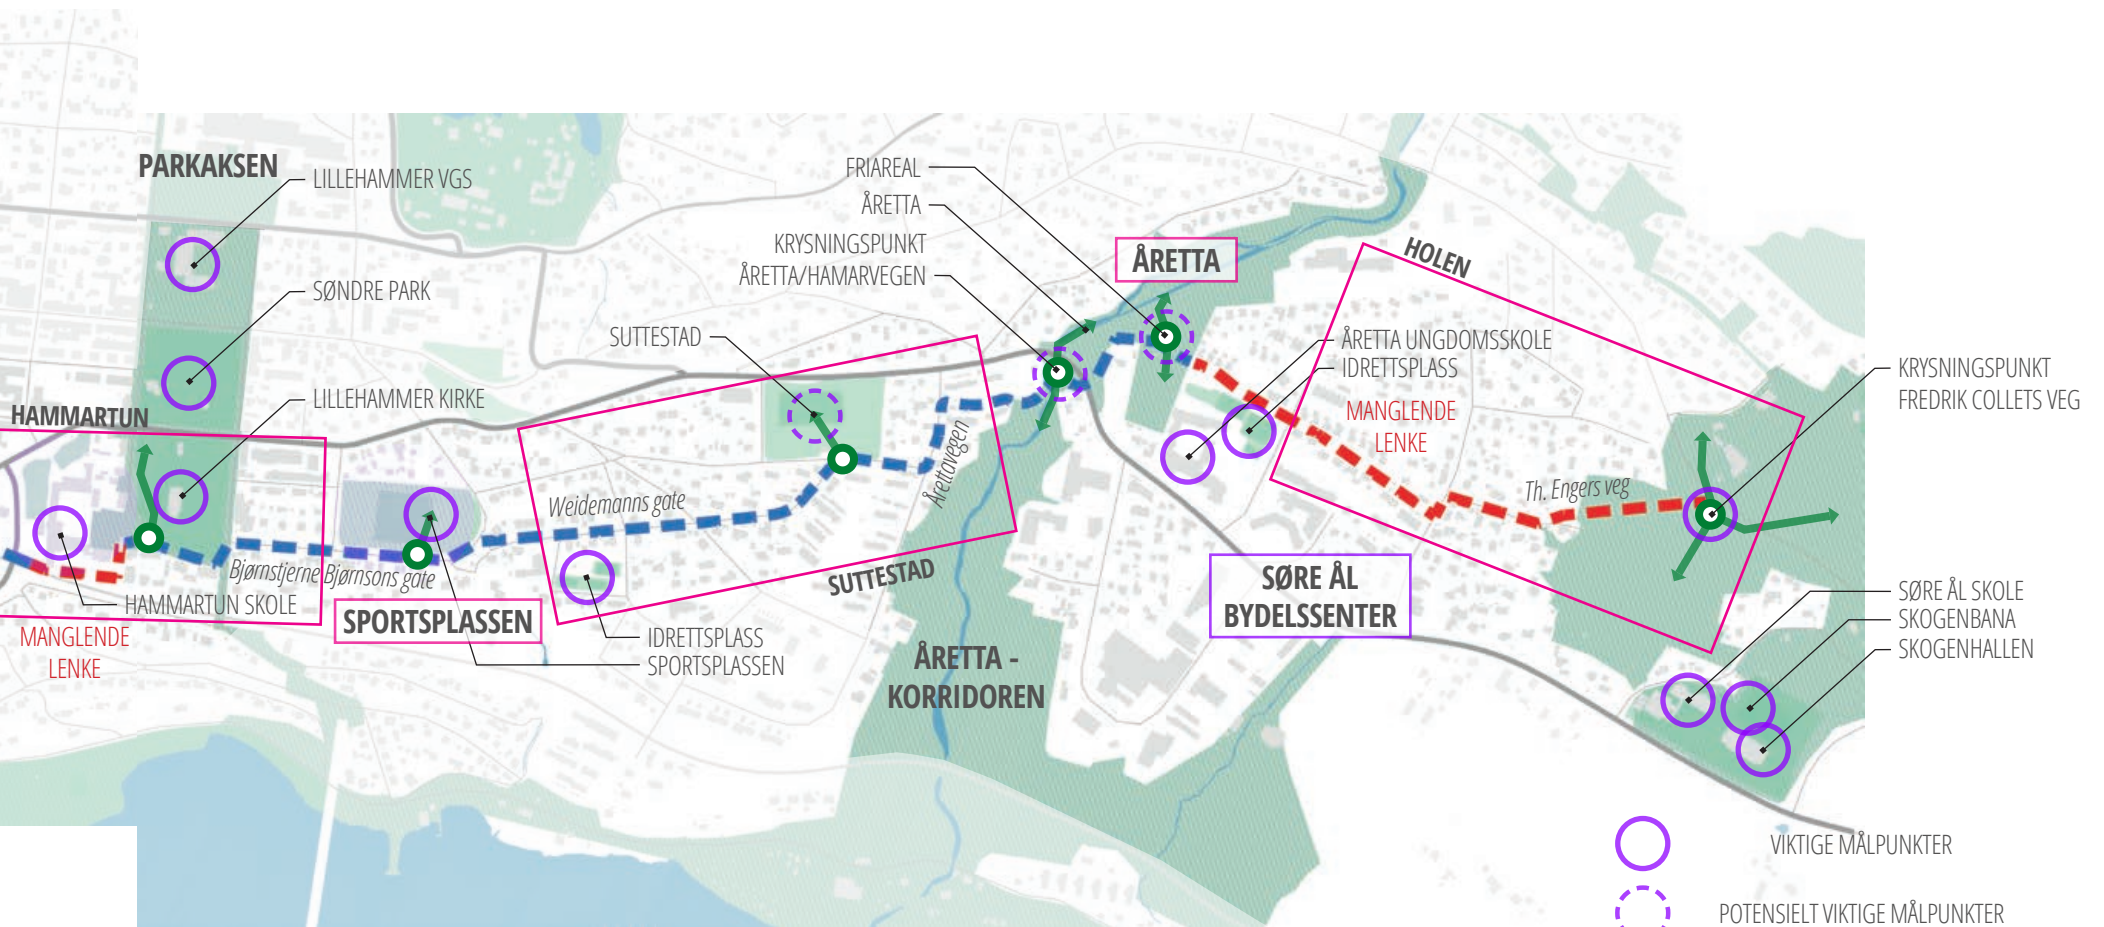 PARKAKSEN
LILLEHAMMER VGS
SØNDRE PARK
LILLEHAMMER KIRKE
HAMMARTUN
HAMMARTUN SKOLE
MANGLENDE
LENKE
Bjørnstjerne Bjørnsons gate
SPORTSPLASSEN
Weidemanns gate
IDRETTSPLASS
SPORTSPLASSEN
SUTTESTAD
SUTTESTAD
Årettavegen
FRIAREAL
ÅRETTA
KRYSNINGSPUNKT
ÅRETTA/HAMARVEGEN
ÅRETTA
ÅRETTA -
KORRIDOREN
HOLEN
ÅRETTA UNGDOMSSKOLE
IDRETTSPLASS
MANGLENDE
LENKE
Th. Engers veg
SØRE ÅL
BYDELSSENTER
KRYSNINGSPUNKT
FREDRIK COLLETS VEG
SØRE ÅL SKOLE
SKOGENBANA
SKOGENHALLEN
VIKTIGE MÅLPUNKTER
POTENSIELT VIKTIGE MÅLPUNKTER